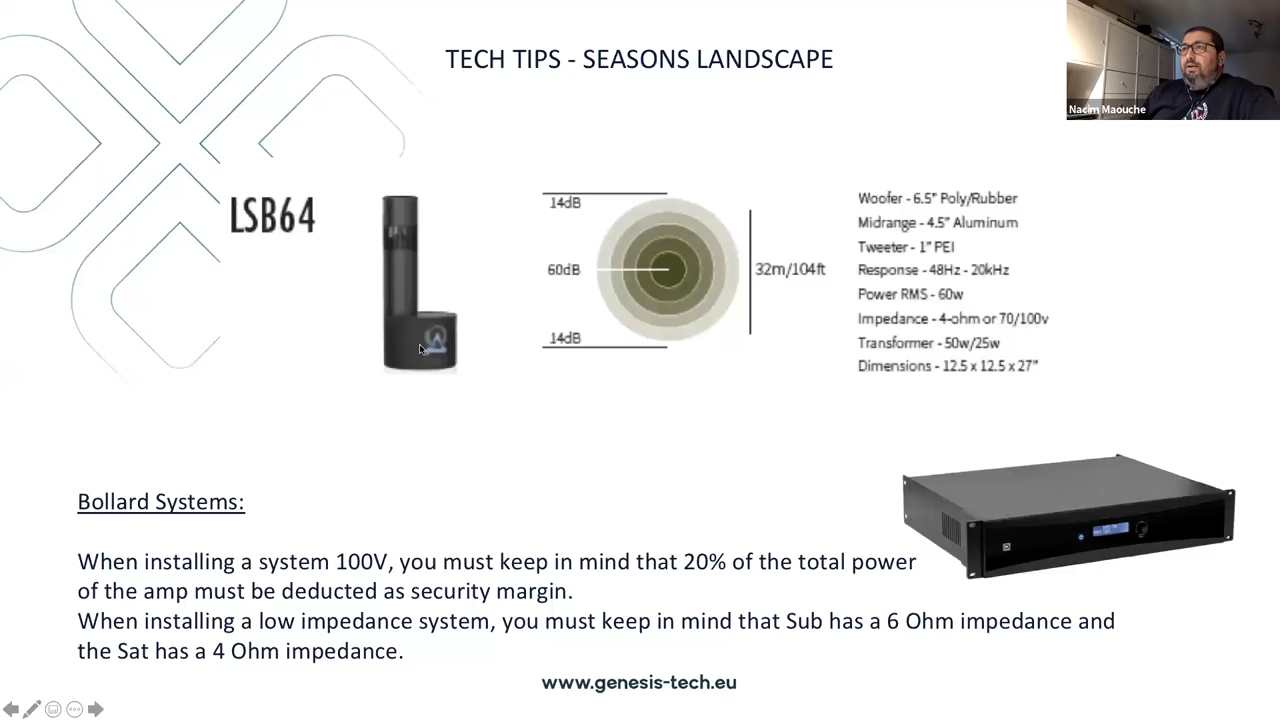 TECH TIPS - SEASONS LANDSCAPE
Nacim Maouche
LSB64
14dB
60dB
14dB
32m/104ft
Woofer - 6.5" Poly/Rubber
Midrange - 4.5" Aluminum
Tweeter - 1" PEI
Response - 48Hz - 20kHz
Power RMS - 60w
Impedance - 4-ohm or 70/100v
Transformer - 50w/25w
Dimensions - 12.5 x 12.5 x 27"
Bollard Systems:
When installing a system 100V, you must keep in mind that 20% of the total power
of the amp must be deducted as security margin.
When installing a low impedance system, you must keep in mind that Sub has a 6 Ohm impedance and
the Sat has a 4 Ohm impedance.
www.genesis-tech.eu